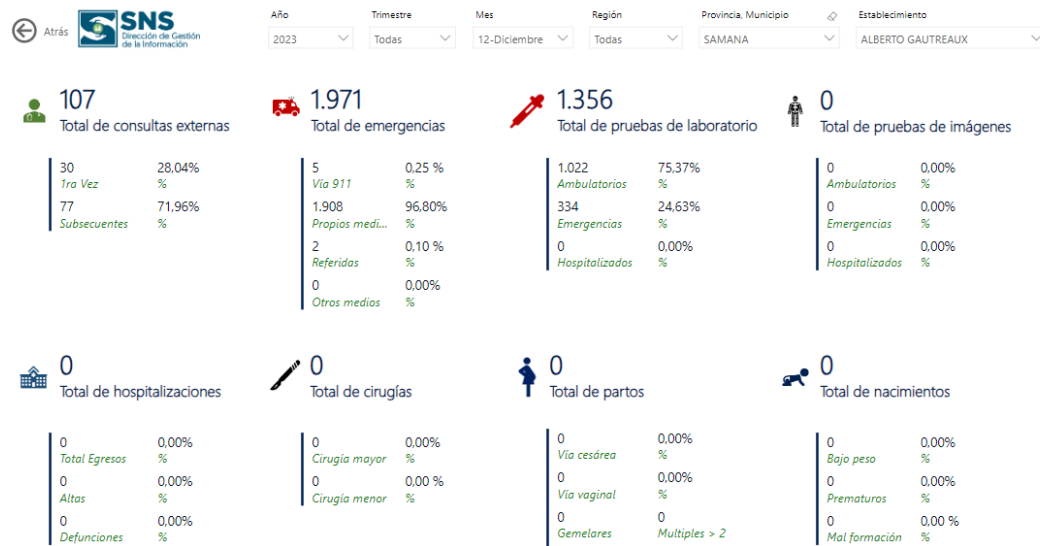 Atrás
SNS
Dirección de Gestión
de la Información
Año
2023
Trimestre
Todas
Mes
12-Diciembre
Región
Todas
Provincia, Municipio
SAMANA
Establecimiento
ALBERTO GAUTREAUX
107
Total de consultas externas
30 28,04%
1ra Vez %
77 71,96%
Subsecuentes %
1.971
Total de emergencias
5 0,25 %
Vía 911 %
1.908 96,80%
Propios medi... %
2 0,10 %
Referidas %
0 0,00%
Otros medios %
1.356
Total de pruebas de laboratorio
1.022 75,37%
Ambulatorios %
334 24,63%
Emergencias %
0 0,00%
Hospitalizados %
0
Total de pruebas de imágenes
0 0,00%
Ambulatorios %
0 0,00%
Emergencias %
0 0,00%
Hospitalizados %
0
Total de hospitalizaciones
0 0,00%
Total Egresos %
0 0,00%
Altas %
0 0,00%
Defunciones %
0
Total de cirugías
0 0,00%
Cirugía mayor %
0 0,00 %
Cirugía menor %
0
Total de partos
0 0,00%
Vía cesárea %
0 0,00%
Vía vaginal %
0 0
Gemelares Multiples > 2
0
Total de nacimientos
0 0,00%
Bajo peso %
0 0,00%
Prematuros %
0 0,00 %
Mal formación %